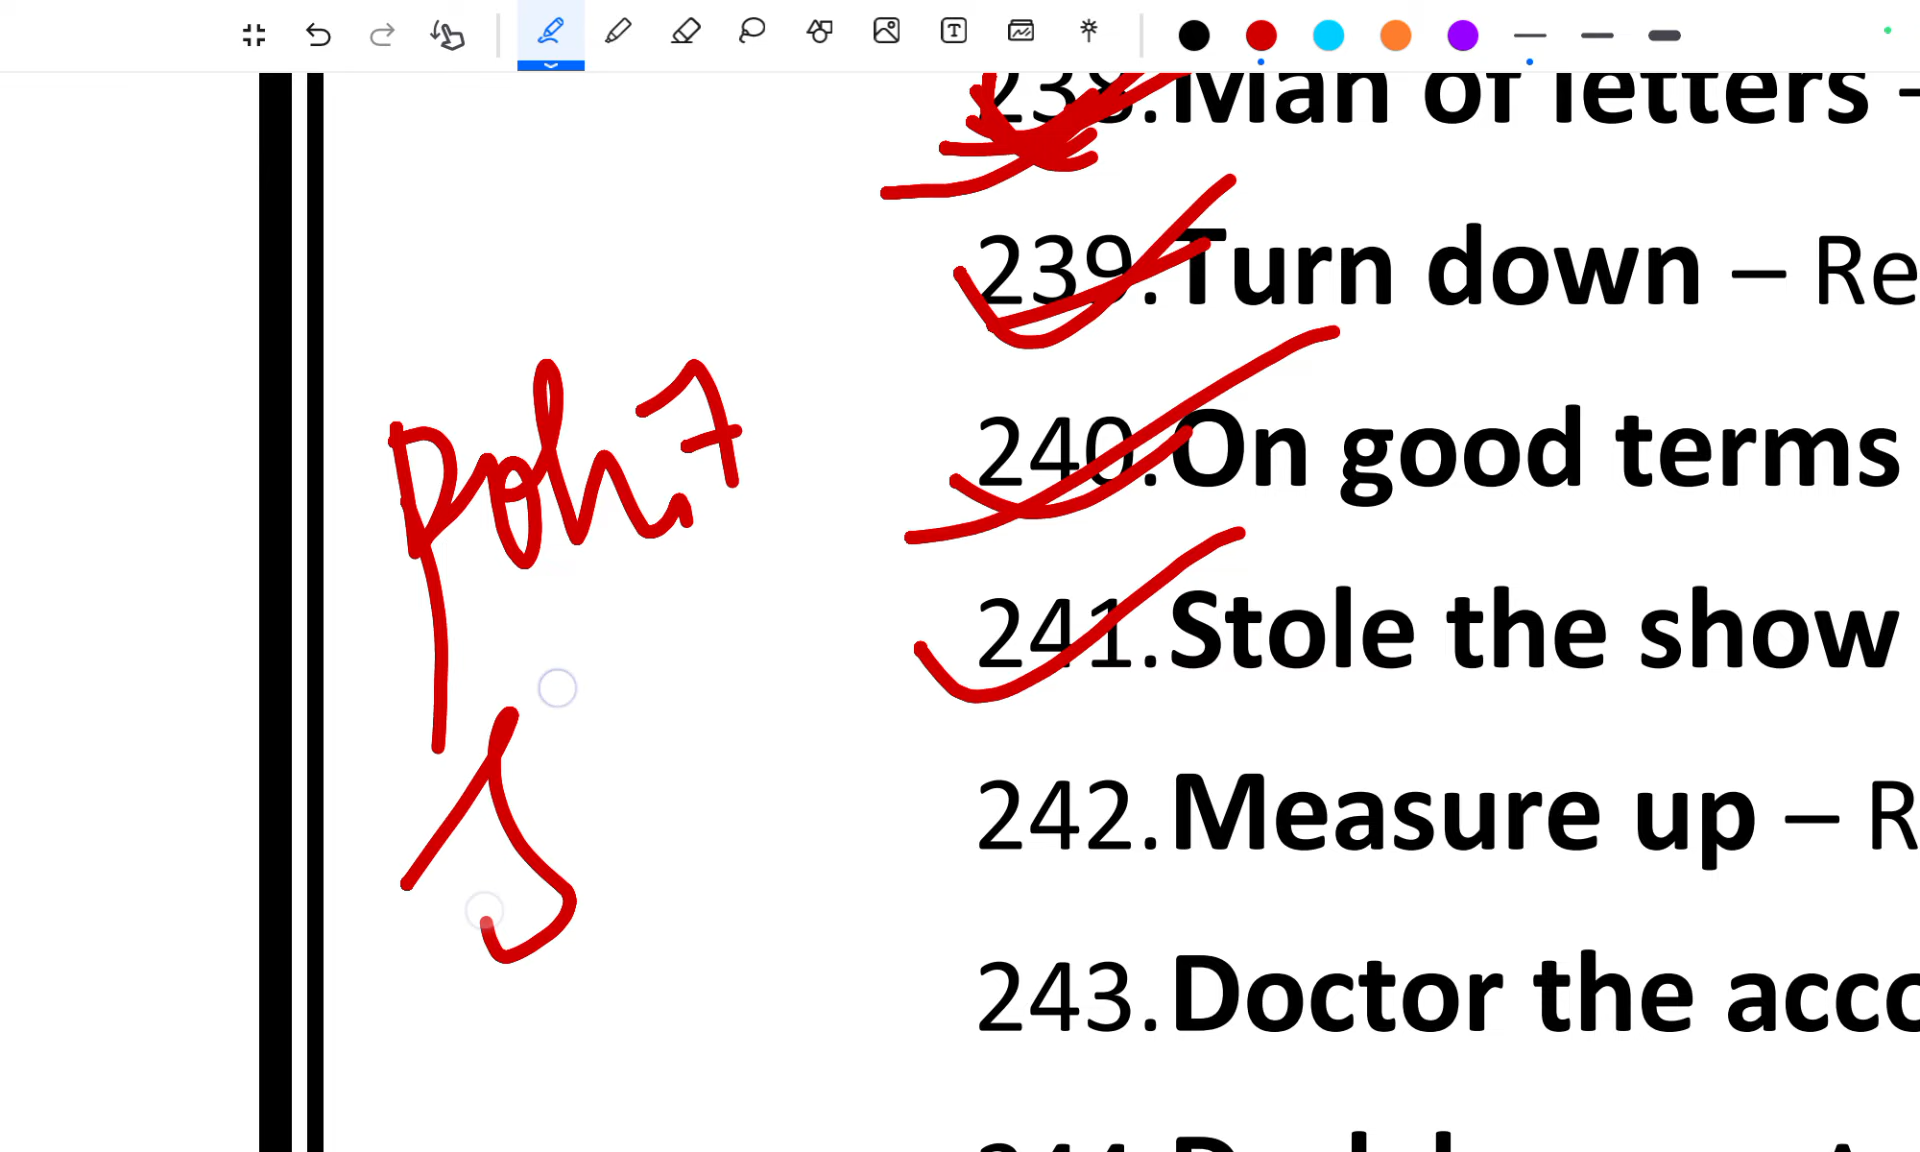 238. Man of letters –
239. Turn down – Re
240. On good terms
241. Stole the show
242. Measure up – R
243. Doctor the acco